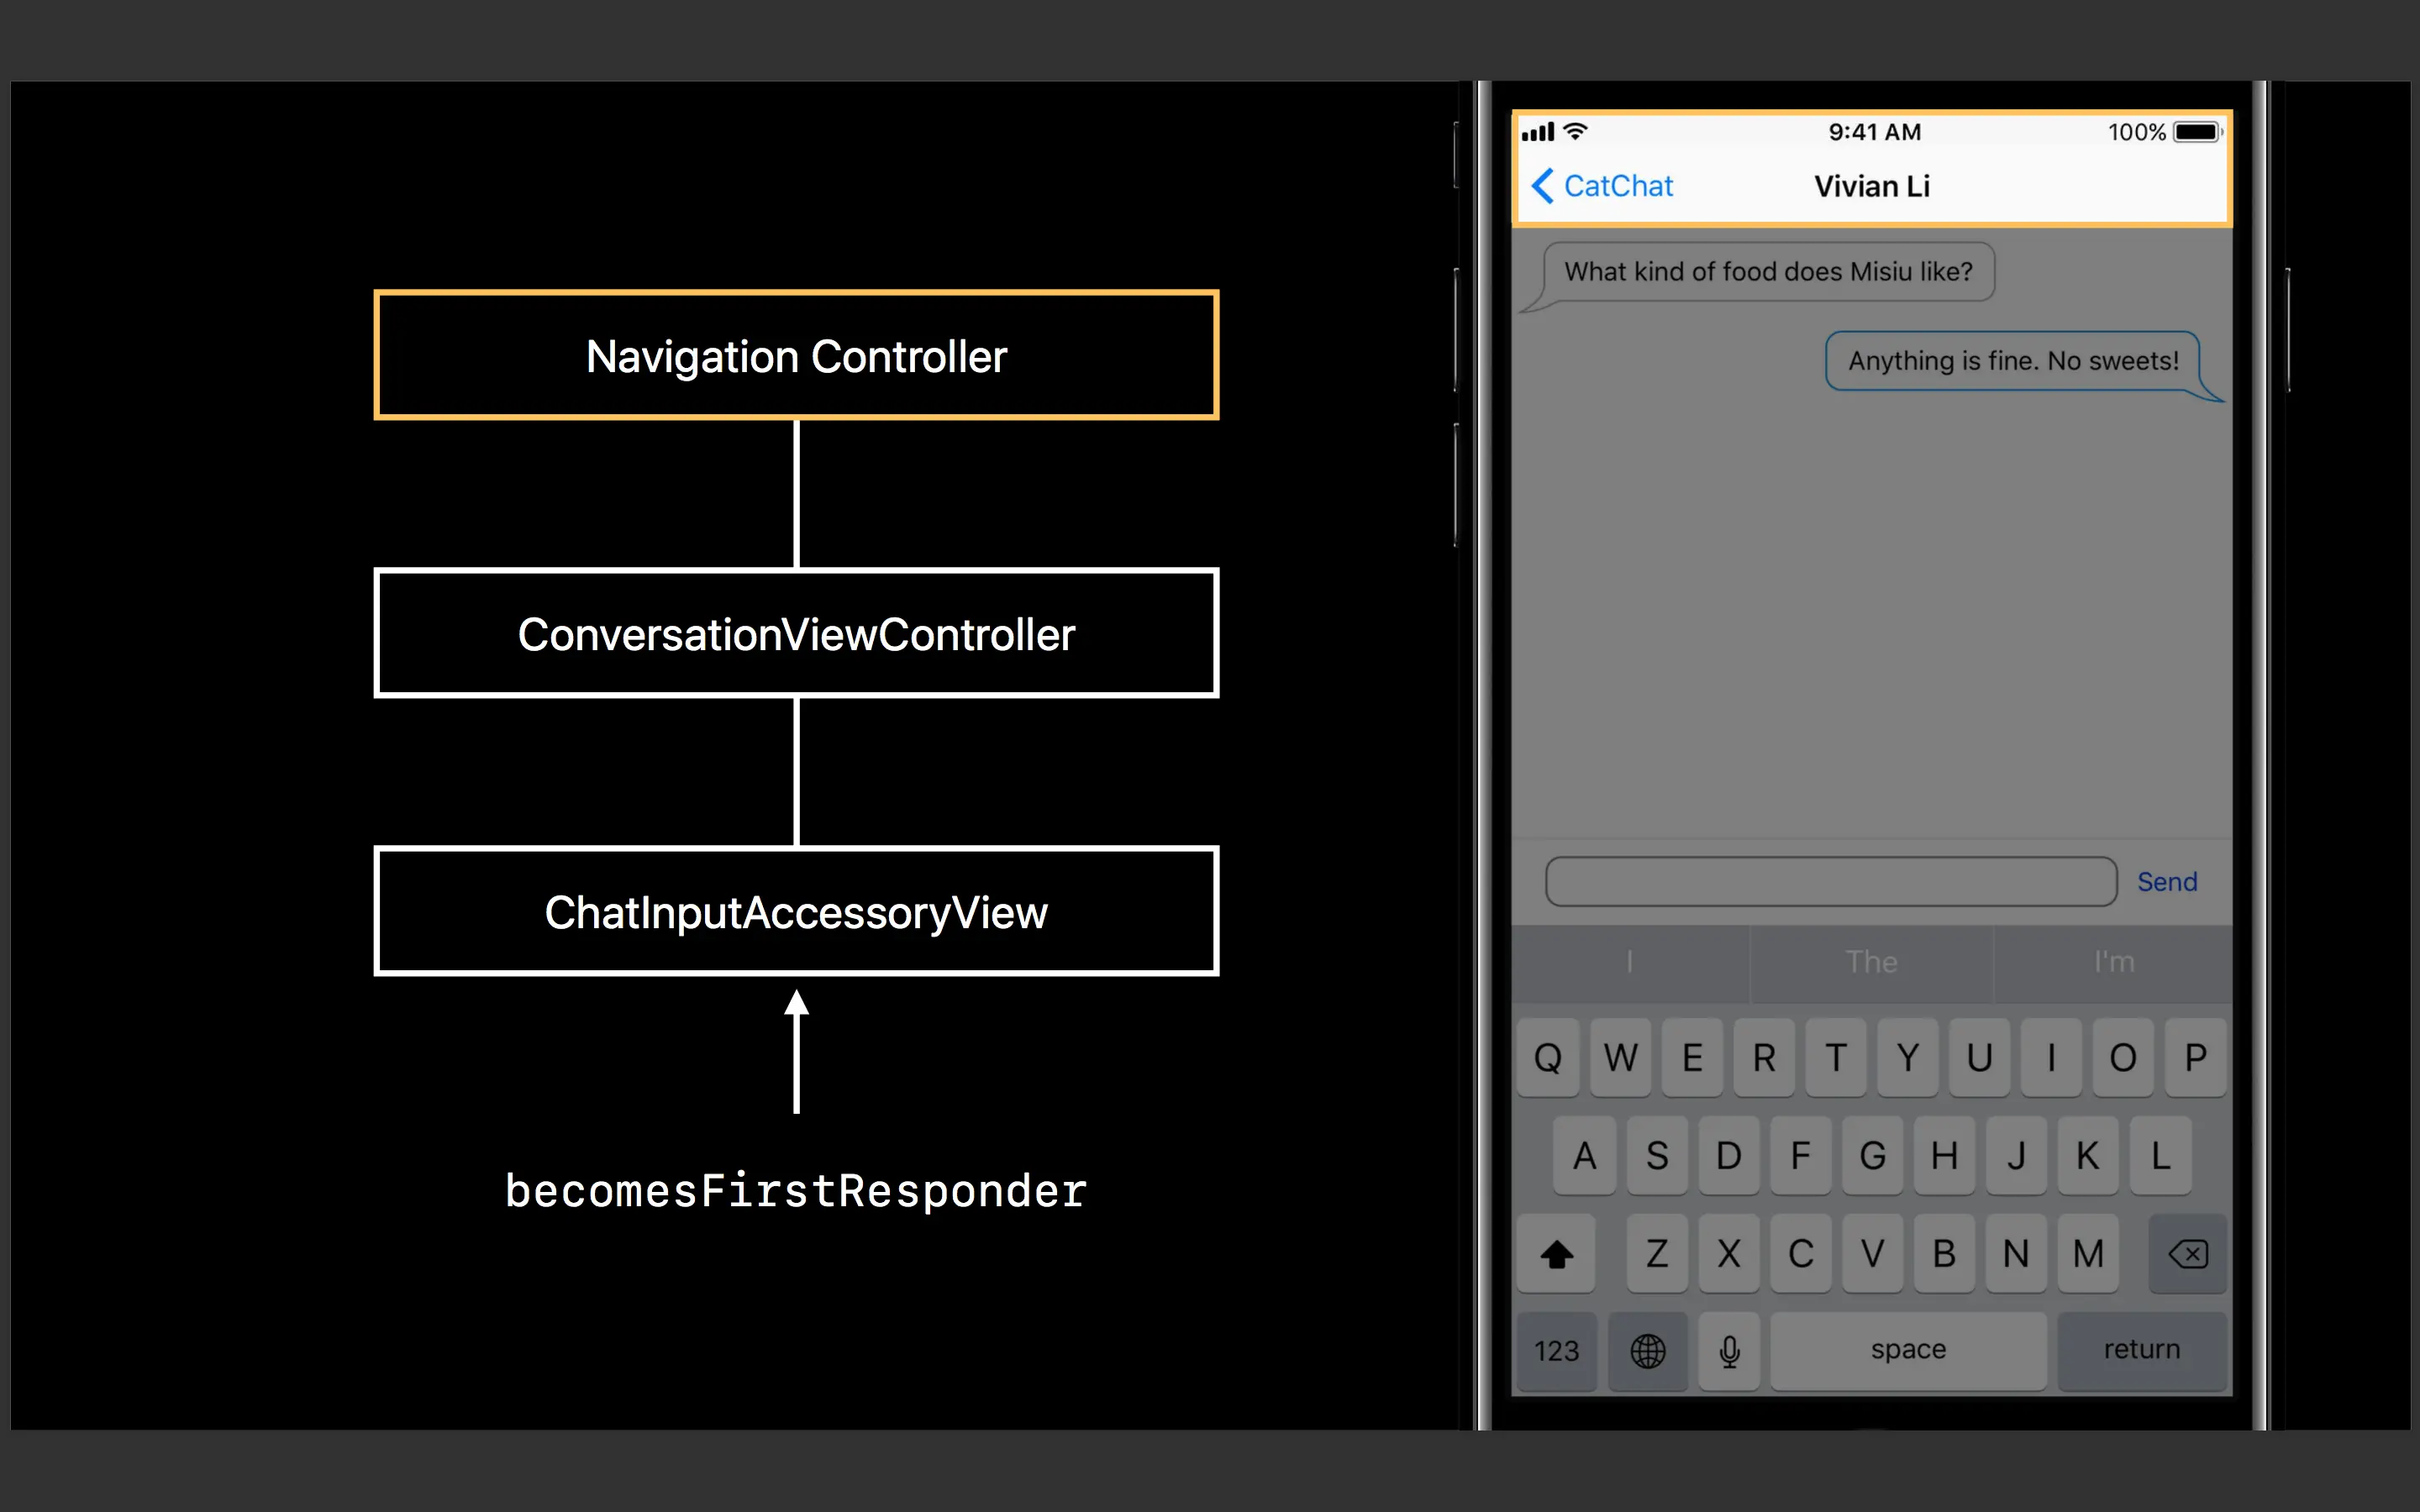 Navigation Controller
ConversationViewController
ChatInputAccessoryView
becomesFirstResponder
9:41 AM
100%
CatChat
Vivian Li
What kind of food does Misiu like?
Anything is fine. No sweets!
Send
I The I'm
Q W E R T Y U I O P
A S D F G H J K L
Z X C V B N M
123 space return